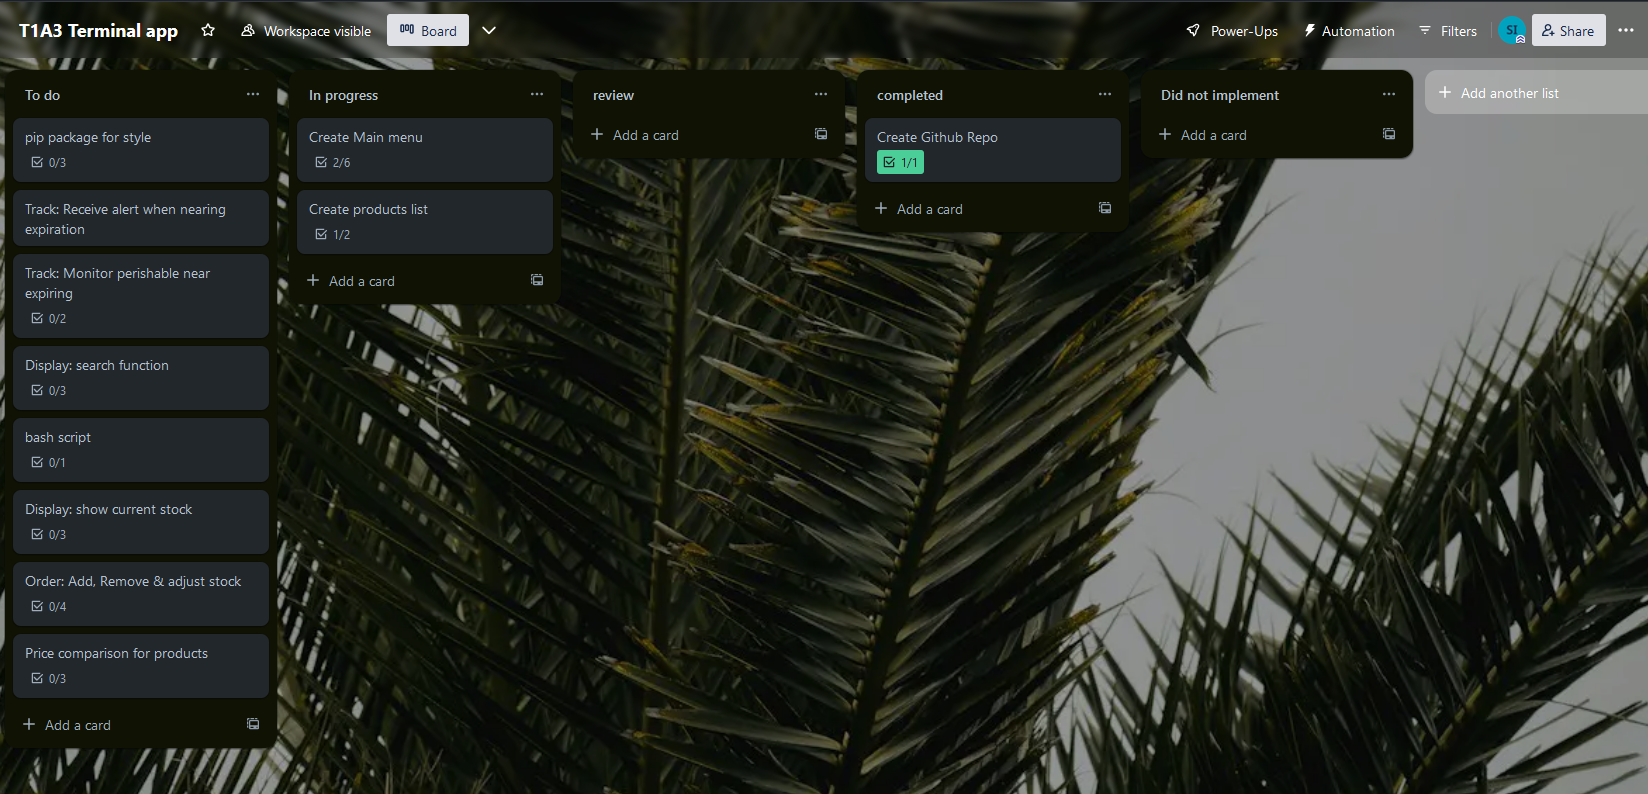 T1A3 Terminal app
Workspace visible
Board
Power-Ups
Automation
Filters
SI
Share
To do
pip package for style
0/3
Track: Receive alert when nearing
expiration
Track: Monitor perishable near
expiring
0/2
Display: search function
0/3
bash script
0/1
Display: show current stock
0/3
Order: Add, Remove & adjust stock
0/4
Price comparison for products
0/3
Add a card
In progress
Create Main menu
2/6
Create products list
1/2
Add a card
review
Add a card
completed
Create Github Repo
1/1
Add a card
Did not implement
Add a card
Add another list